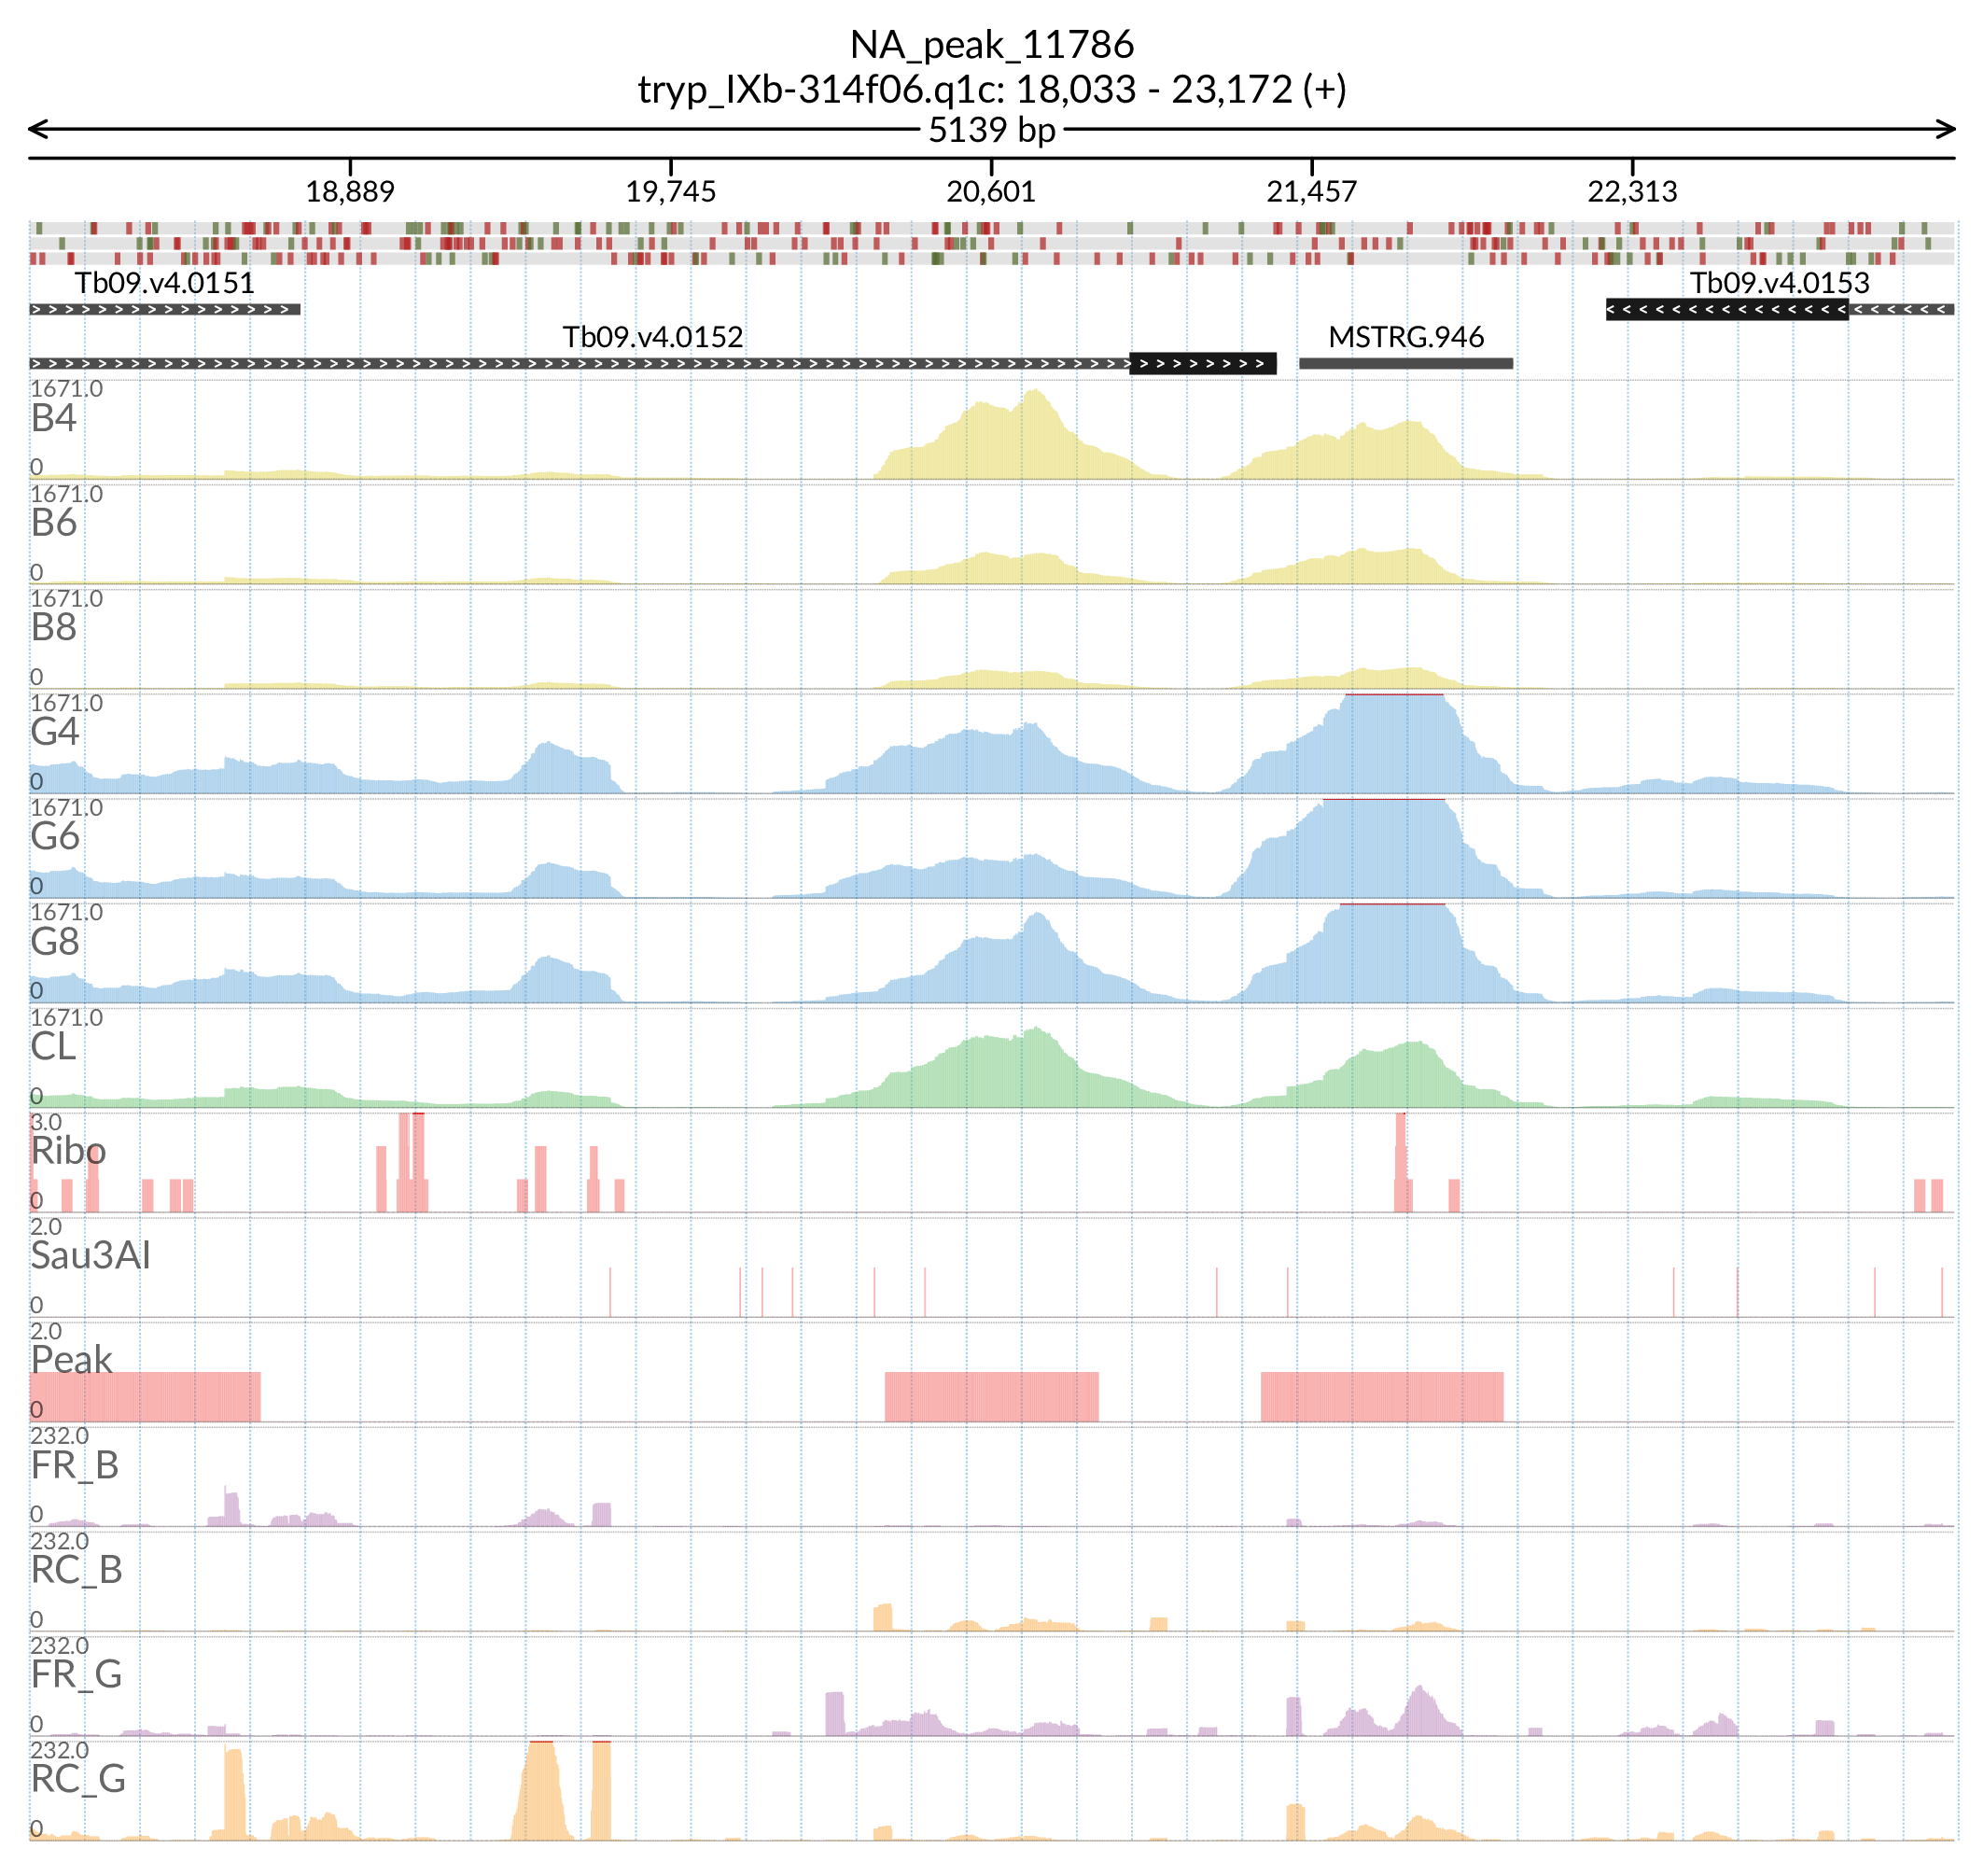 NA_peak_11786
tryp_IXb-314f06.q1c: 18,033 - 23,172 (+)
5139 bp
18,889 19,745 20,601 21,457 22,313
Tb09.v4.0151 Tb09.v4.0153
Tb09.v4.0152 MSTRG.946
1671.0
B4
0
1671.0
B6
0
1671.0
B8
0
1671.0
G4
0
1671.0
G6
0
1671.0
G8
0
1671.0
CL
0
3.0
Ribo
0
2.0
Sau3AI
0
2.0
Peak
0
232.0
FR_B
0
232.0
RC_B
0
232.0
FR_G
0
232.0
RC_G
0